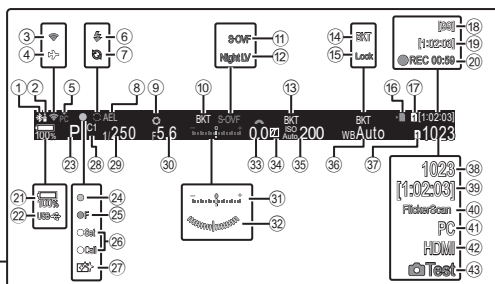 ③
④
⑥
⑦
S-OVF ⑪
Night LV ⑫
⑭ BKT
⑮ Lock
[99] ⑱
[1:02:03] ⑲
REC 00:59 ⑳
① ② ⑤ ⑧ ⑨ ⑩ ⑬ ⑯ ⑰
PC AEL BKT S-OVF BKT BKT 1 [1:02:03]
100% P C1 1/250 F5.6 0.0 ISO Auto 200 WB Auto 1023
㉓ ㉘ ㉙ ㉚ ㉝ ㉞ ㉟ ㊱ ㊲
㉑ 100%
㉒ USB
㉔
F ㉕
Set
Call ㉖
㉗
㉛
㉜
1023 ㊳
[1:02:03] ㊴
FlickerScan ㊵
PC ㊶
HDMI ㊷
Test ㊸